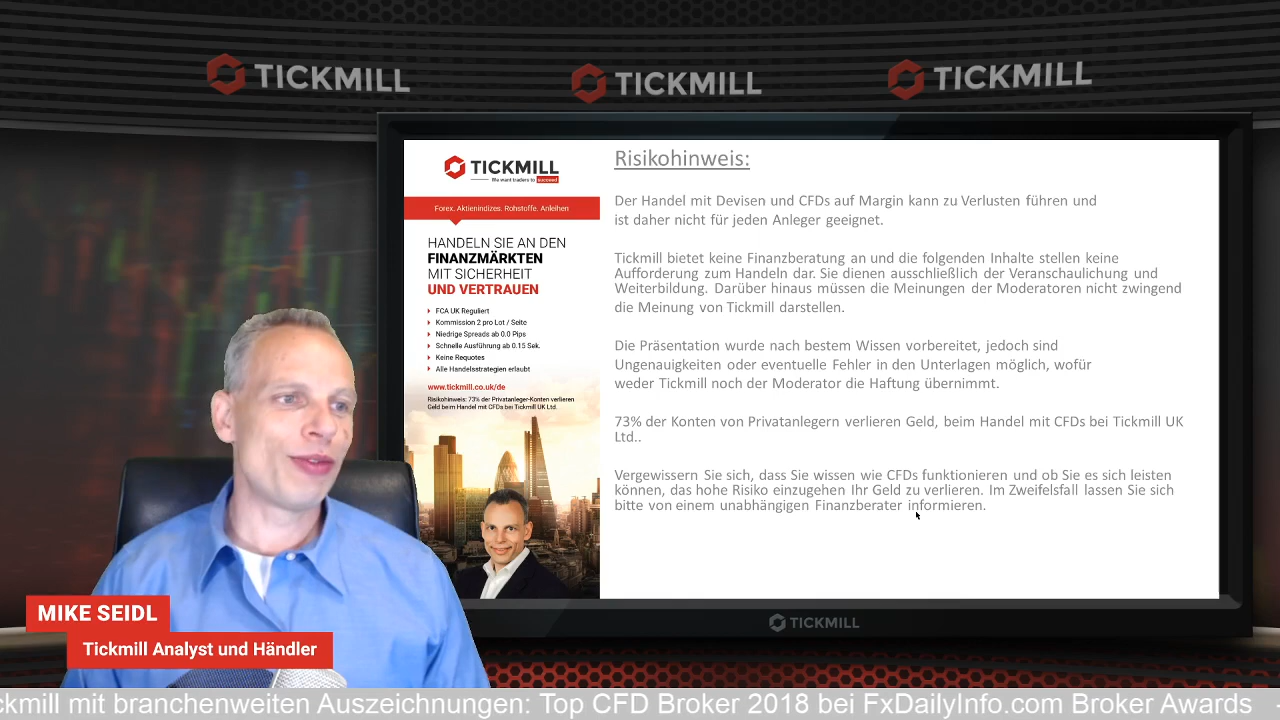 TICKMILL
TICKMILL
TICKMILL
TICKMILL
We want traders to succeed
Forex. Aktienindizes. Rohstoffe. Anleihen
HANDELN SIE AN DEN
FINANZMÄRKTEN
MIT SICHERHEIT
UND VERTRAUEN
FCA UK Reguliert
Kommission 2 pro Lot / Seite
Niedrige Spreads ab 0.0 Pips
Schnelle Ausführung ab 0.15 Sek.
Keine Requotes
Alle Handelsstrategien erlaubt
www.tickmill.co.uk/de
Risikohinweis: 73% der Privatanleger-Konten verlieren
Geld beim Handel mit CFDs bei Tickmill UK Ltd.
Risikohinweis:
Der Handel mit Devisen und CFDs auf Margin kann zu Verlusten führen und
ist daher nicht für jeden Anleger geeignet.
Tickmill bietet keine Finanzberatung an und die folgenden Inhalte stellen keine
Aufforderung zum Handeln dar. Sie dienen ausschließlich der Veranschaulichung und
Weiterbildung. Darüber hinaus müssen die Meinungen der Moderatoren nicht zwingend
die Meinung von Tickmill darstellen.
Die Präsentation wurde nach bestem Wissen vorbereitet, jedoch sind
Ungenauigkeiten oder eventuelle Fehler in den Unterlagen möglich, wofür
weder Tickmill noch der Moderator die Haftung übernimmt.
73% der Konten von Privatanlegern verlieren Geld, beim Handel mit CFDs bei Tickmill UK
Ltd..
Vergewissern Sie sich, dass Sie wissen wie CFDs funktionieren und ob Sie es sich leisten
können, das hohe Risiko einzugehen Ihr Geld zu verlieren. Im Zweifelsfall lassen Sie sich
bitte von einem unabhängigen Finanzberater informieren.
TICKMILL
MIKE SEIDL
Tickmill Analyst und Händler
ckmill mit branchenweiten Auszeichnungen: Top CFD Broker 2018 bei FxDailyInfo.com Broker Awards